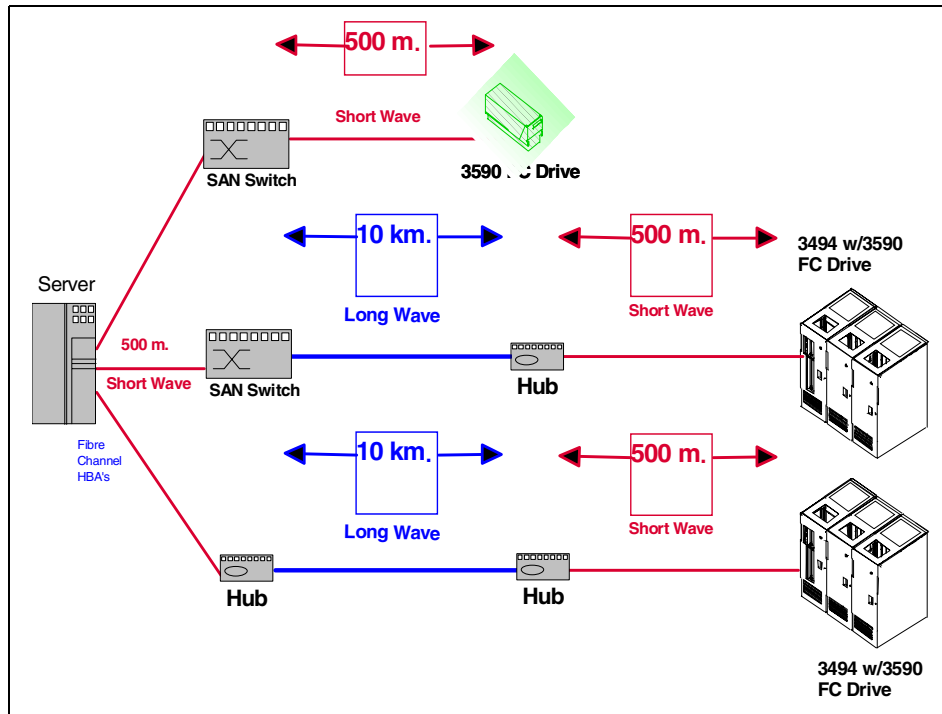 500 m.
Short Wave
SAN Switch
3590 FC Drive
10 km.
500 m.
3494 w/3590
FC Drive
Server
Long Wave
Short Wave
500 m.
Short Wave
SAN Switch
Hub
Fibre
Channel
HBA's
10 km.
500 m.
Long Wave
Short Wave
Hub
Hub
3494 w/3590
FC Drive